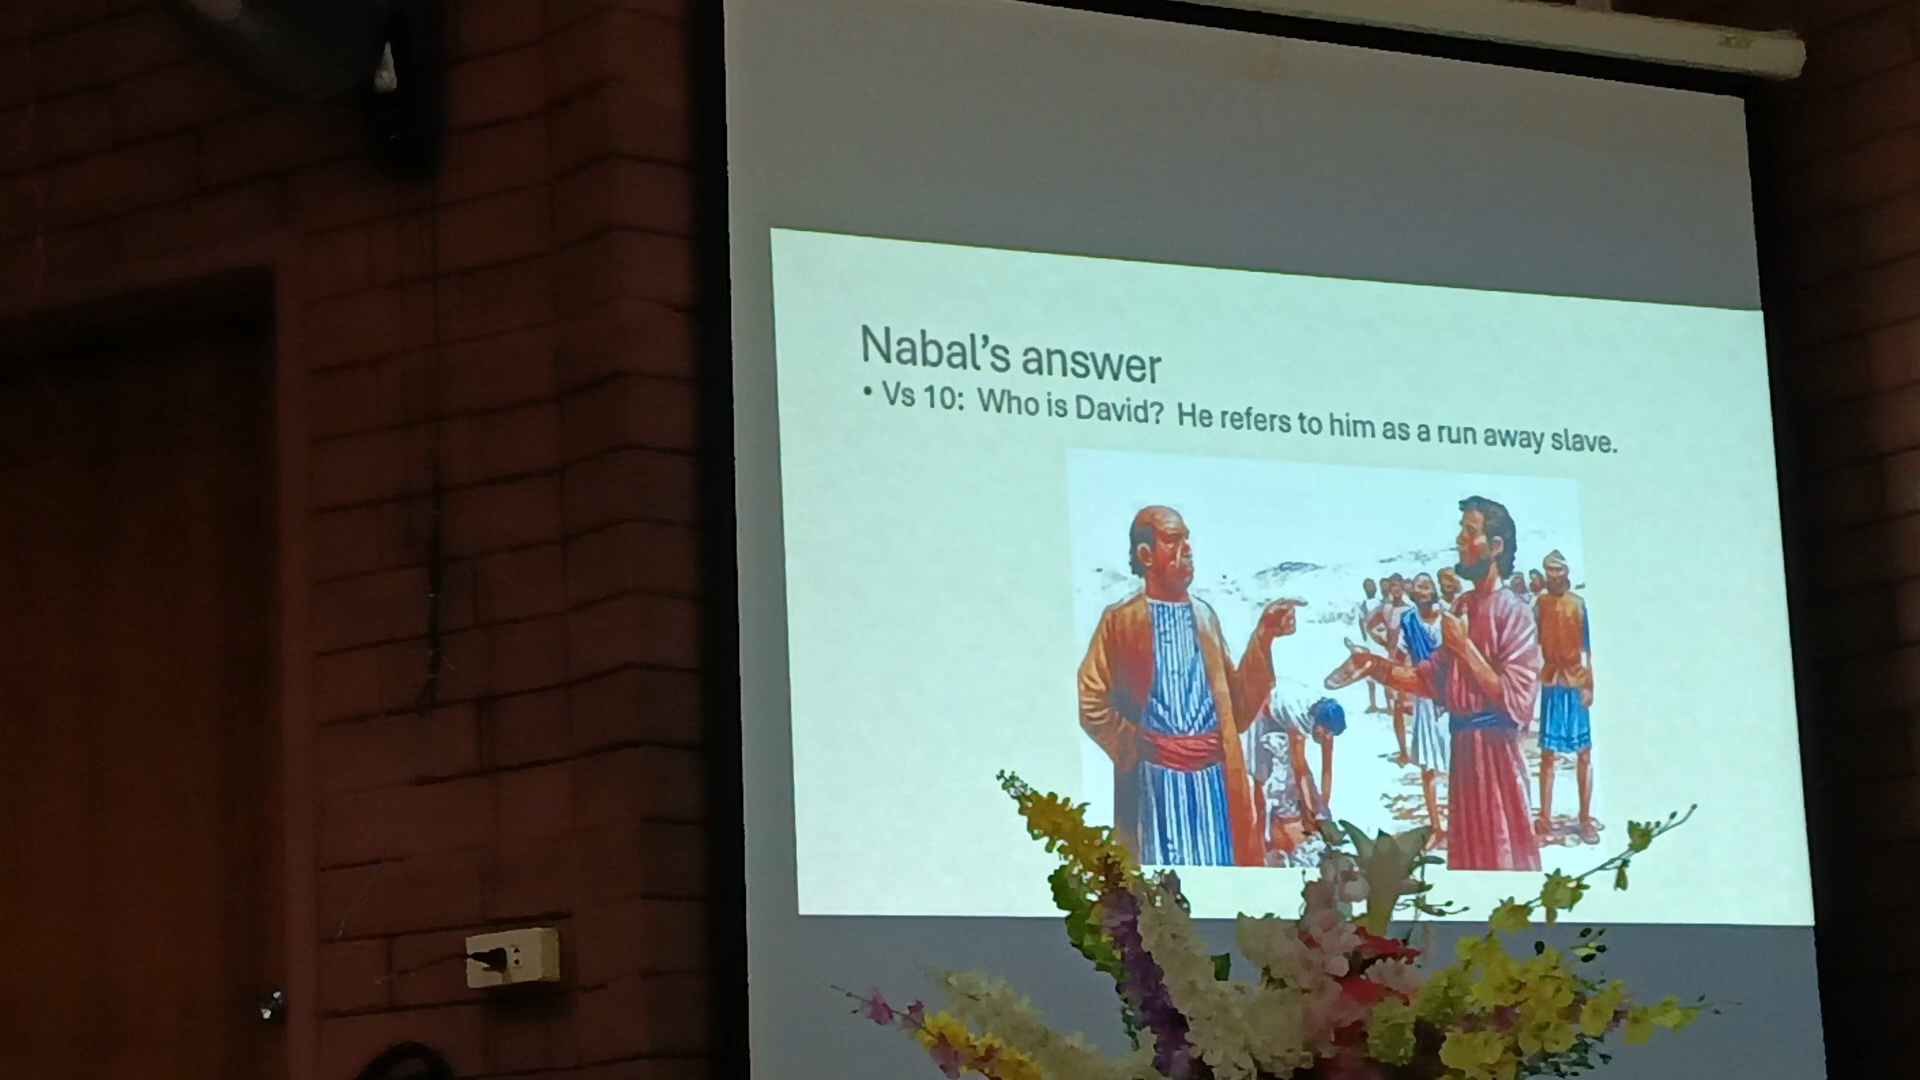 Nabal's answer
• Vs 10:  Who is David?  He refers to him as a run away slave.